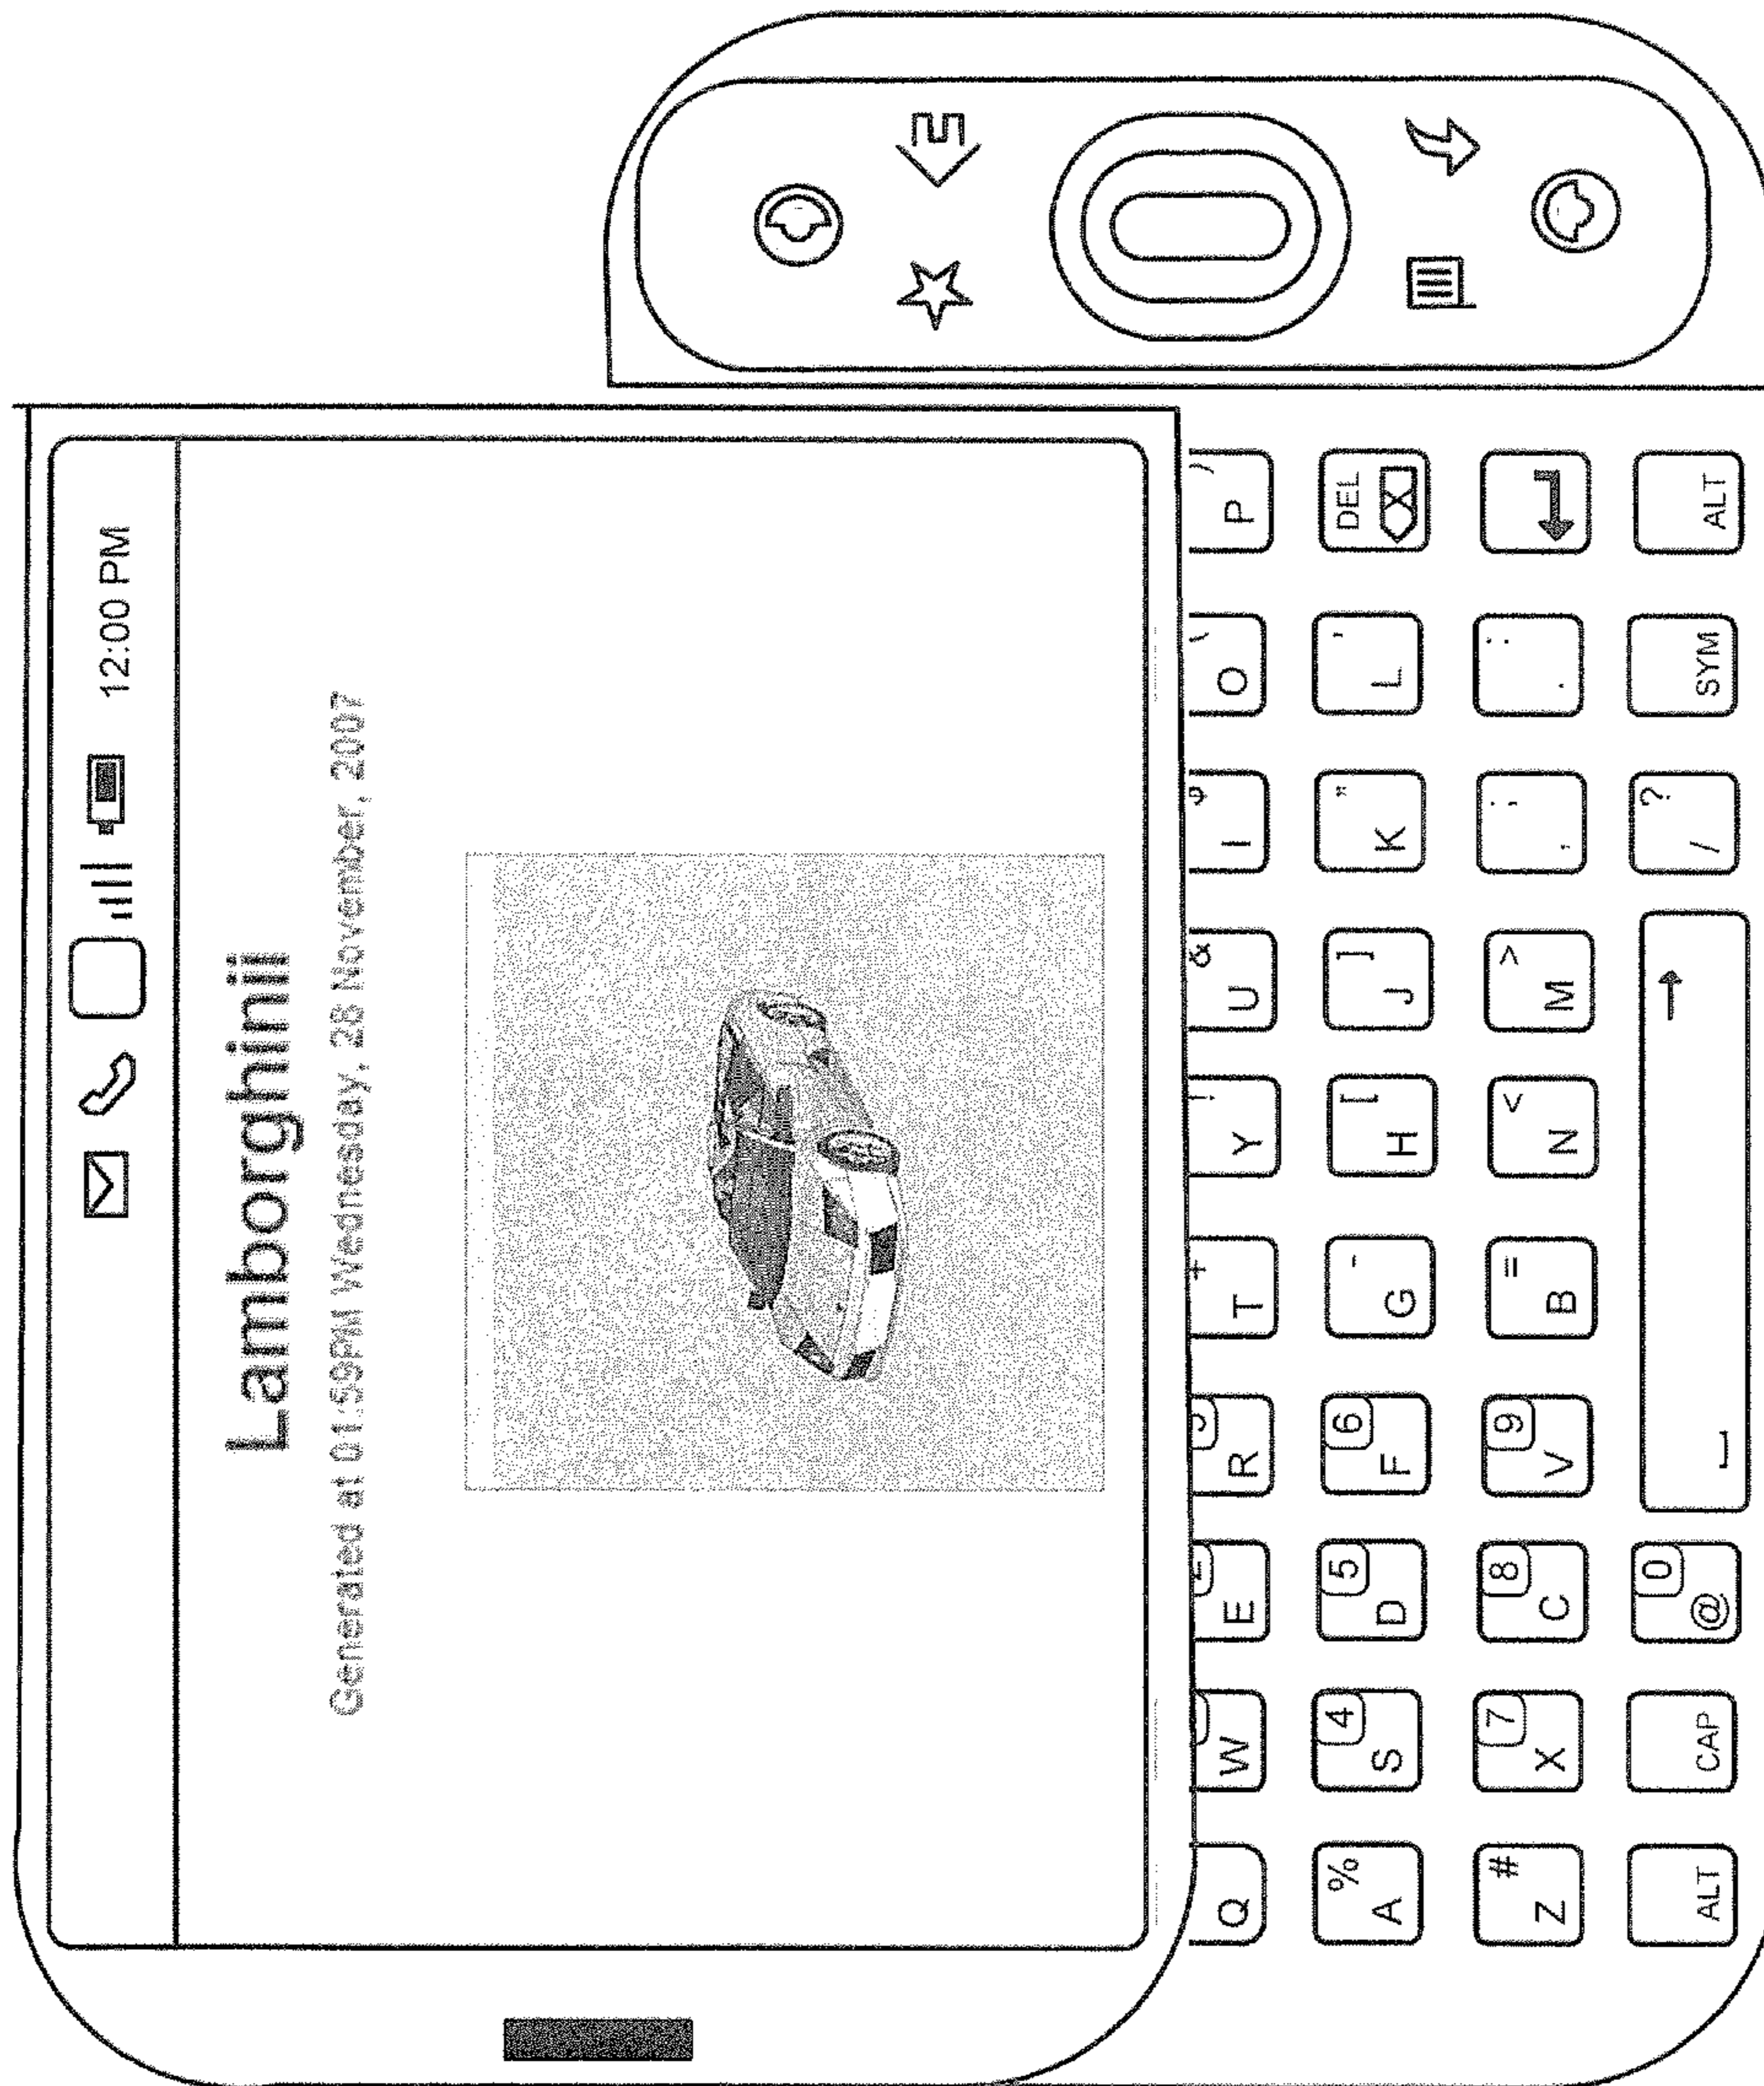 12:00 PM
Lamborghiniii
Generated at 01:59PM Wednesday, 28 November, 2007
Q W E R T Y U & I O P
A % S 4 D 5 F 6 G - H [ J ] K " L ' DEL
Z # X 7 C 8 V 9 B = N < M > , ; . :
ALT CAP @ 0 / ? SYM ALT